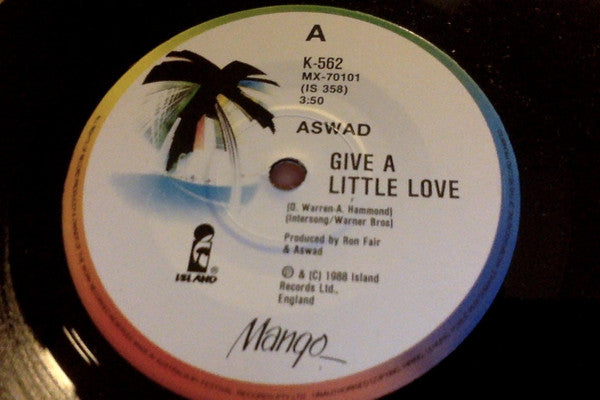 A
K-562
MX-70101
(IS 358)
3:50
ASWAD
GIVE A
LITTLE LOVE
(D. Warren-A. Hammond)
(Intersong/Warner Bros)
Produced by Ron Fair
& Aswad
℗ & (C) 1988 Island
Records Ltd.,
England
ISLAND
Mango